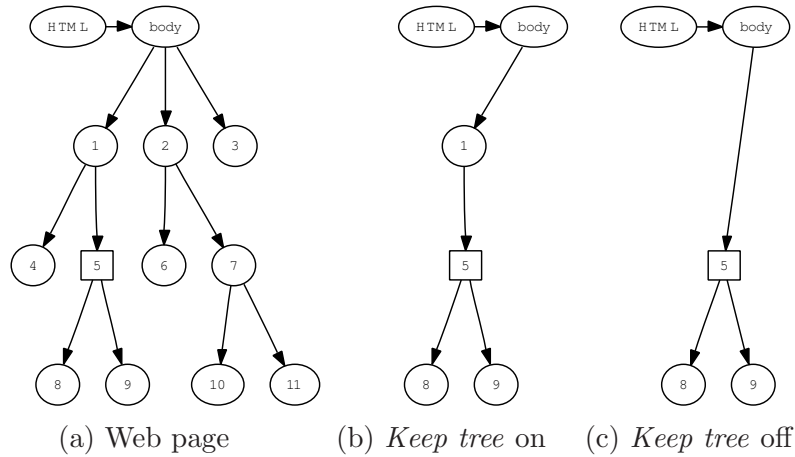 HTML body HTML body HTML body
1 2 3 1
4 5 6 7 5 5
8 9 10 11 8 9 8 9
(a) Web page (b) Keep tree on (c) Keep tree off